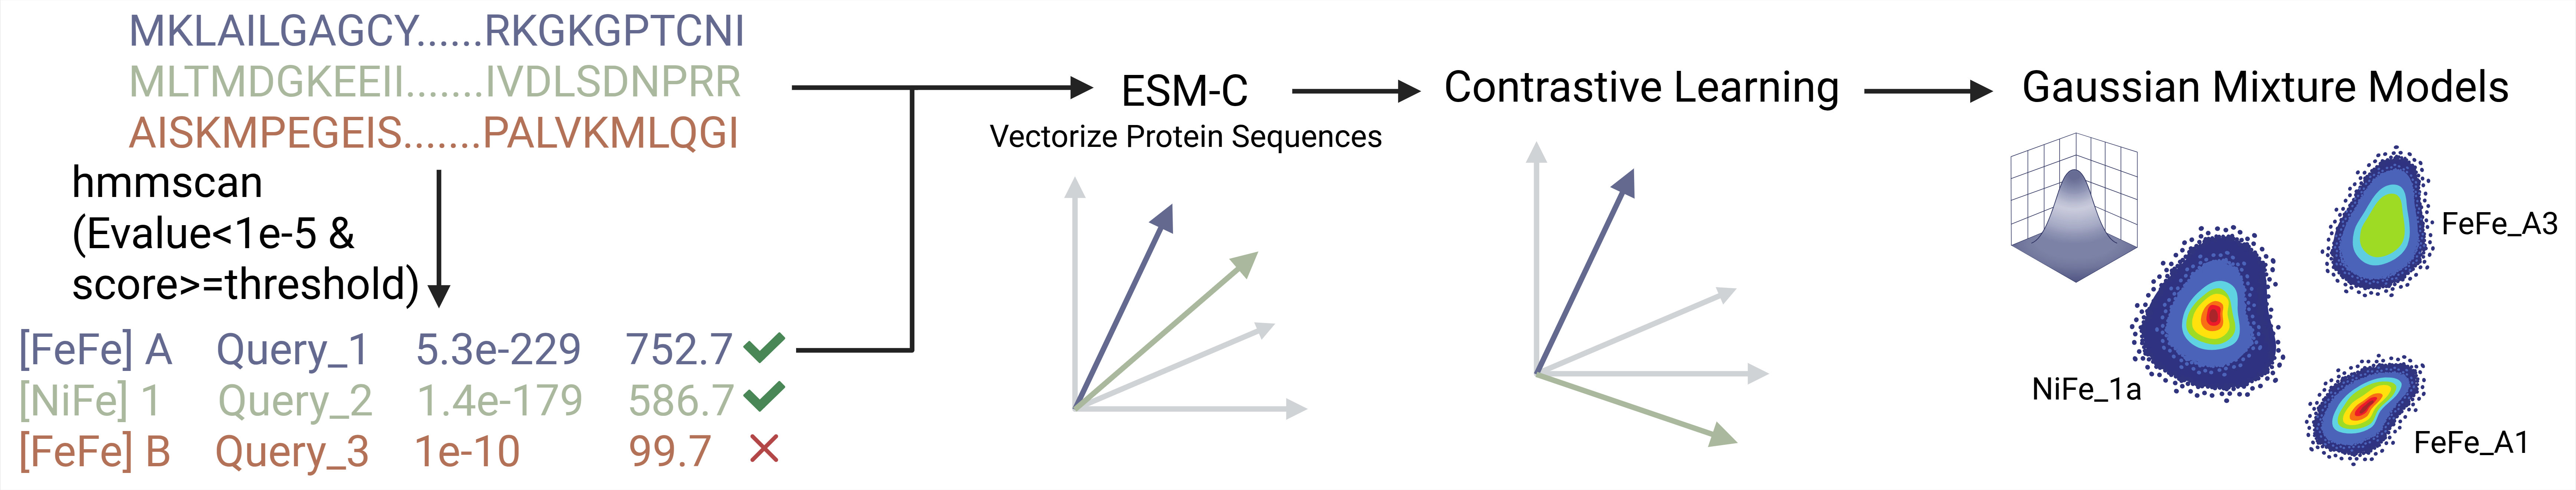 MKLAILGAGCY......RKGKGPTCNI
MLTMDGKEEII.......IVDLSDNPRR
AISKMPEGEIS.......PALVKMLQGI
hmmscan
(Evalue<1e-5 &
score>=threshold)
[FeFe] A Query_1 5.3e-229 752.7
[NiFe] 1 Query_2 1.4e-179 586.7
[FeFe] B Query_3 1e-10 99.7
ESM-C
Vectorize Protein Sequences
Contrastive Learning
Gaussian Mixture Models
FeFe_A3
NiFe_1a
FeFe_A1